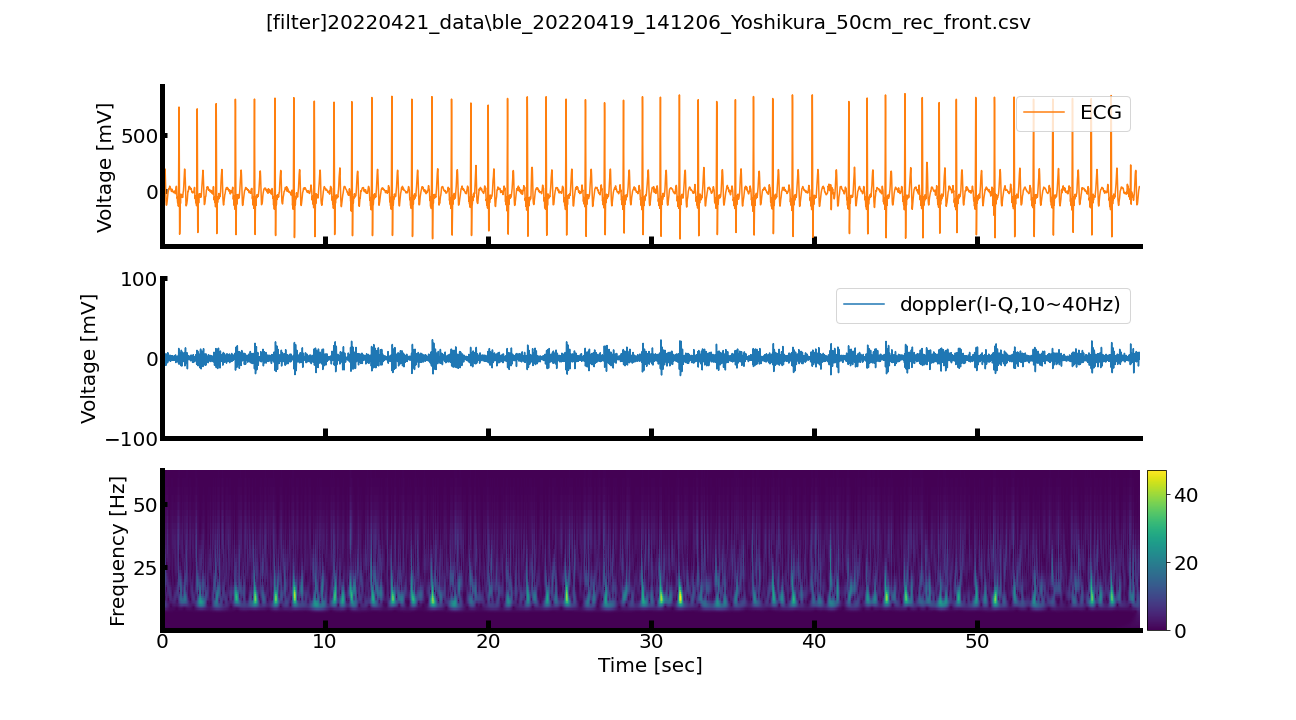 [filter]20220421_data\ble_20220419_141206_Yoshikura_50cm_rec_front.csv
Voltage [mV]
500
0
ECG
Voltage [mV]
100
0
−100
doppler(I-Q,10~40Hz)
Frequency [Hz]
50
25
40
20
0
0 10 20 30 40 50
Time [sec]